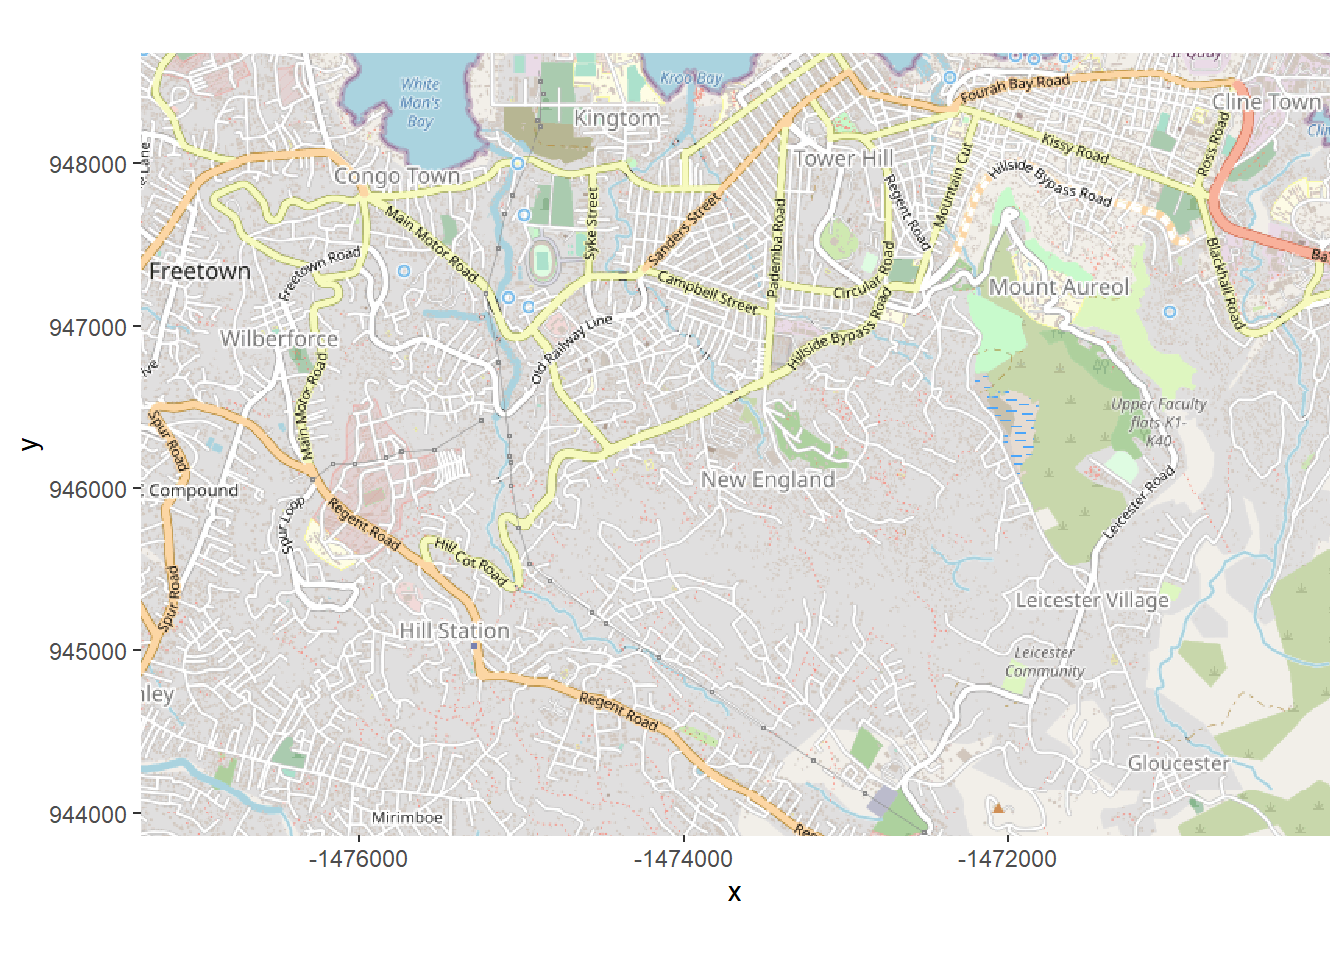 Kroo Bay
White
Man's
Bay
Fourah Bay Road
Cline Town
Kingtom
Kissy Road
Ross Road
Tower Hill
Congo Town
Hillside Bypass Road
Mountain Cut
Regent Road
Main Motor Road
Syke Street
Sanders Street
Pademba Road
Circular Road
Blackhall Road
Freetown
Freetown Road
Campbell Street
Mount Aureol
Wilberforce
Old Railway Line
Hillside Bypass Road
Main Motor Road
Spur Road
Upper Faculty
flats K1-
K40
New England
Compound
Leicester Road
Spur Loop
Regent Road
Hill Cot Road
Spur Road
Leicester Village
Hill Station
Leicester
Community
Regent Road
Gloucester
Mirimboe
948000
947000
946000
945000
944000
y
-1476000
-1474000
-1472000
x